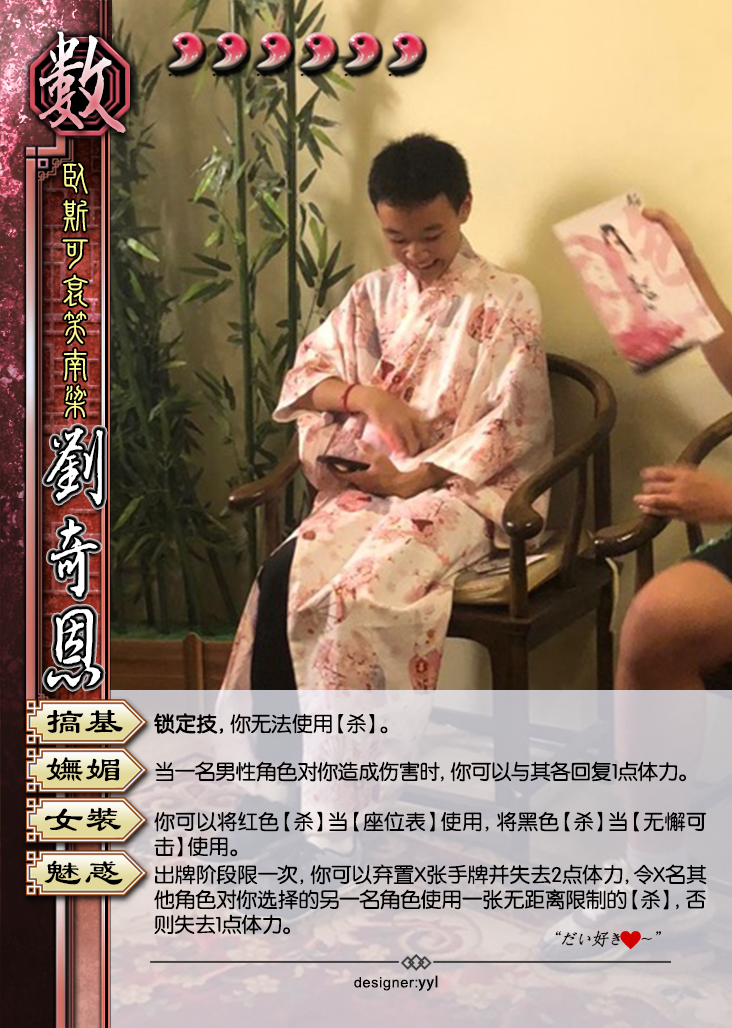 数
臥斯可哀笑南梁
劉奇恩
搞基
锁定技，你无法使用【杀】。
嫵媚
当一名男性角色对你造成伤害时，你可以与其各回复1点体力。
女裝
你可以将红色【杀】当【座位表】使用，将黑色【杀】当【无懈可
击】使用。
魅惑
出牌阶段限一次，你可以弃置X张手牌并失去2点体力，令X名其
他角色对你选择的另一名角色使用一张无距离限制的【杀】，否
则失去1点体力。
“だい好き❤～”
designer:yyl